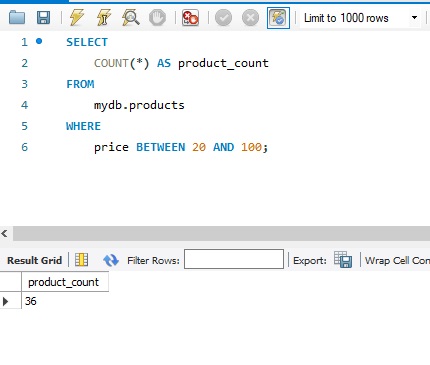 Limit to 1000 rows
1 SELECT
2 COUNT(*) AS product_count
3 FROM
4 mydb.products
5 WHERE
6 price BETWEEN 20 AND 100;
Result Grid Filter Rows: Export: Wrap Cell Con
product_count
36